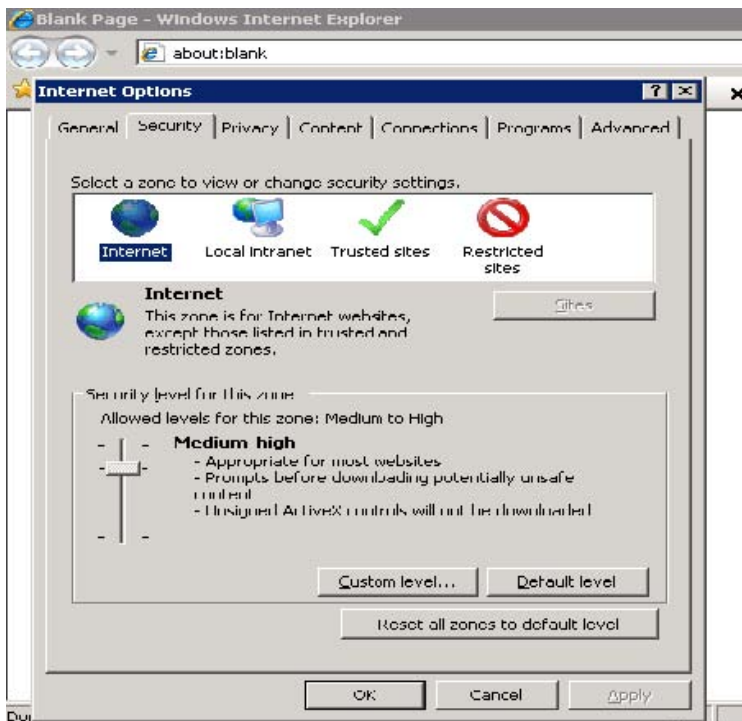 Blank Page - Windows Internet Explorer
about:blank
Internet Options
General Security Privacy Content Connections Programs Advanced
Select a zone to view or change security settings.
Internet Local intranet Trusted sites Restricted sites
Internet
This zone is for Internet websites,
except those listed in trusted and
restricted zones.
Sites
Security level for this zone
Allowed levels for this zone: Medium to High
Medium high
- Appropriate for most websites
- Prompts before downloading potentially unsafe
content
- Unsigned ActiveX controls will not be downloaded
Custom level... Default level
Reset all zones to default level
OK Cancel Apply